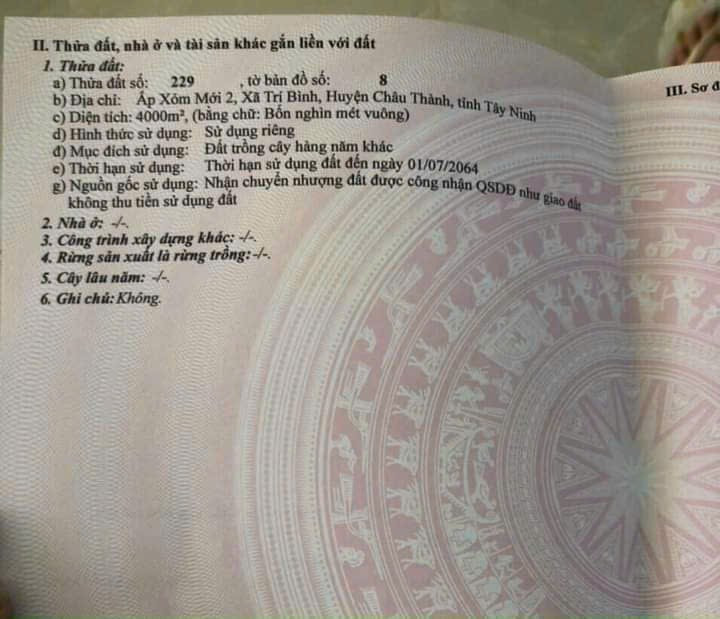 II. Thửa đất, nhà ở và tài sản khác gắn liền với đất
1. Thửa đất:
a) Thửa đất số: 229 , tờ bản đồ số: 8
b) Địa chỉ: Ấp Xóm Mới 2, Xã Trí Bình, Huyện Châu Thành, tỉnh Tây Ninh
c) Diện tích: 4000m², (bằng chữ: Bốn nghìn mét vuông)
d) Hình thức sử dụng: Sử dụng riêng
đ) Mục đích sử dụng: Đất trồng cây hàng năm khác
e) Thời hạn sử dụng: Thời hạn sử dụng đất đến ngày 01/07/2064
g) Nguồn gốc sử dụng: Nhận chuyển nhượng đất được công nhận QSDĐ như giao đất
không thu tiền sử dụng đất
2. Nhà ở: -/-.
3. Công trình xây dựng khác: -/-.
4. Rừng sản xuất là rừng trồng: -/-.
5. Cây lâu năm: -/-.
6. Ghi chú: Không.
III. Sơ đ